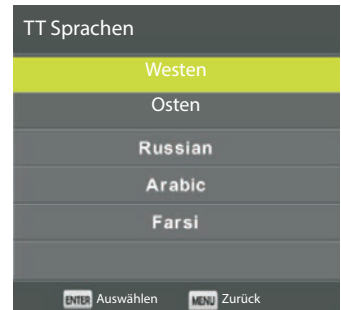 TT Sprachen
Westen
Osten
Russian
Arabic
Farsi
ENTER Auswählen MENU Zurück